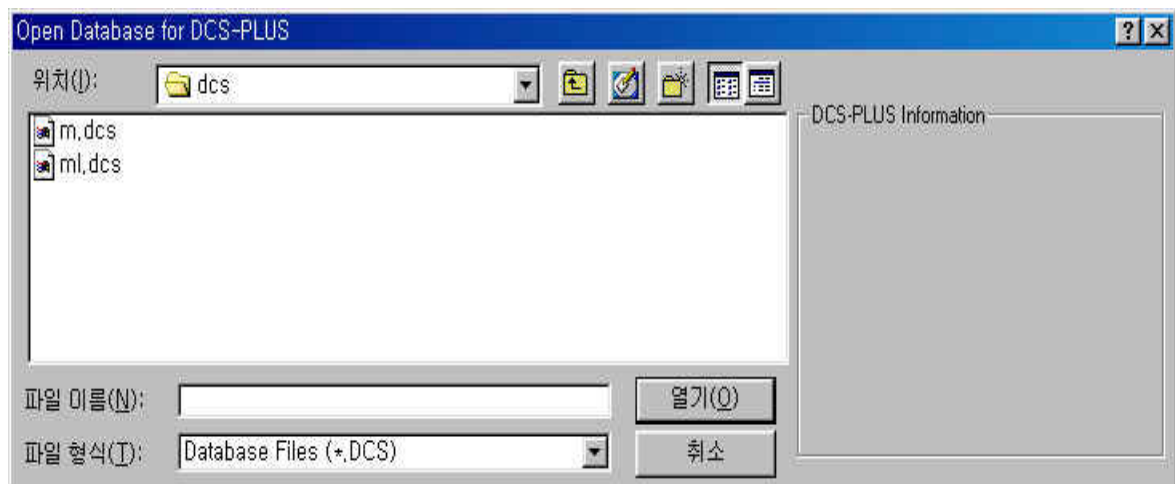 Open Database for DCS-PLUS
위치(I):
dcs
DCS-PLUS Information
m.dcs
ml.dcs
파일 이름(N):
열기(O)
파일 형식(T):
Database Files (*.DCS)
취소